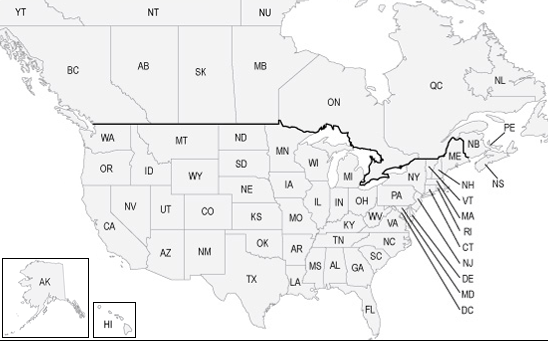 YT
NT
NU
BC
AB
SK
MB
ON
QC
NL
PE
NB
NS
WA
MT
ND
MN
ME
OR
ID
WY
SD
WI
MI
NY
NH
VT
MA
RI
CT
NJ
DE
MD
DC
NV
UT
CO
NE
IA
IL
IN
OH
PA
CA
KS
MO
KY
WV
VA
AZ
NM
OK
AR
TN
NC
SC
TX
LA
MS
AL
GA
FL
AK
HI